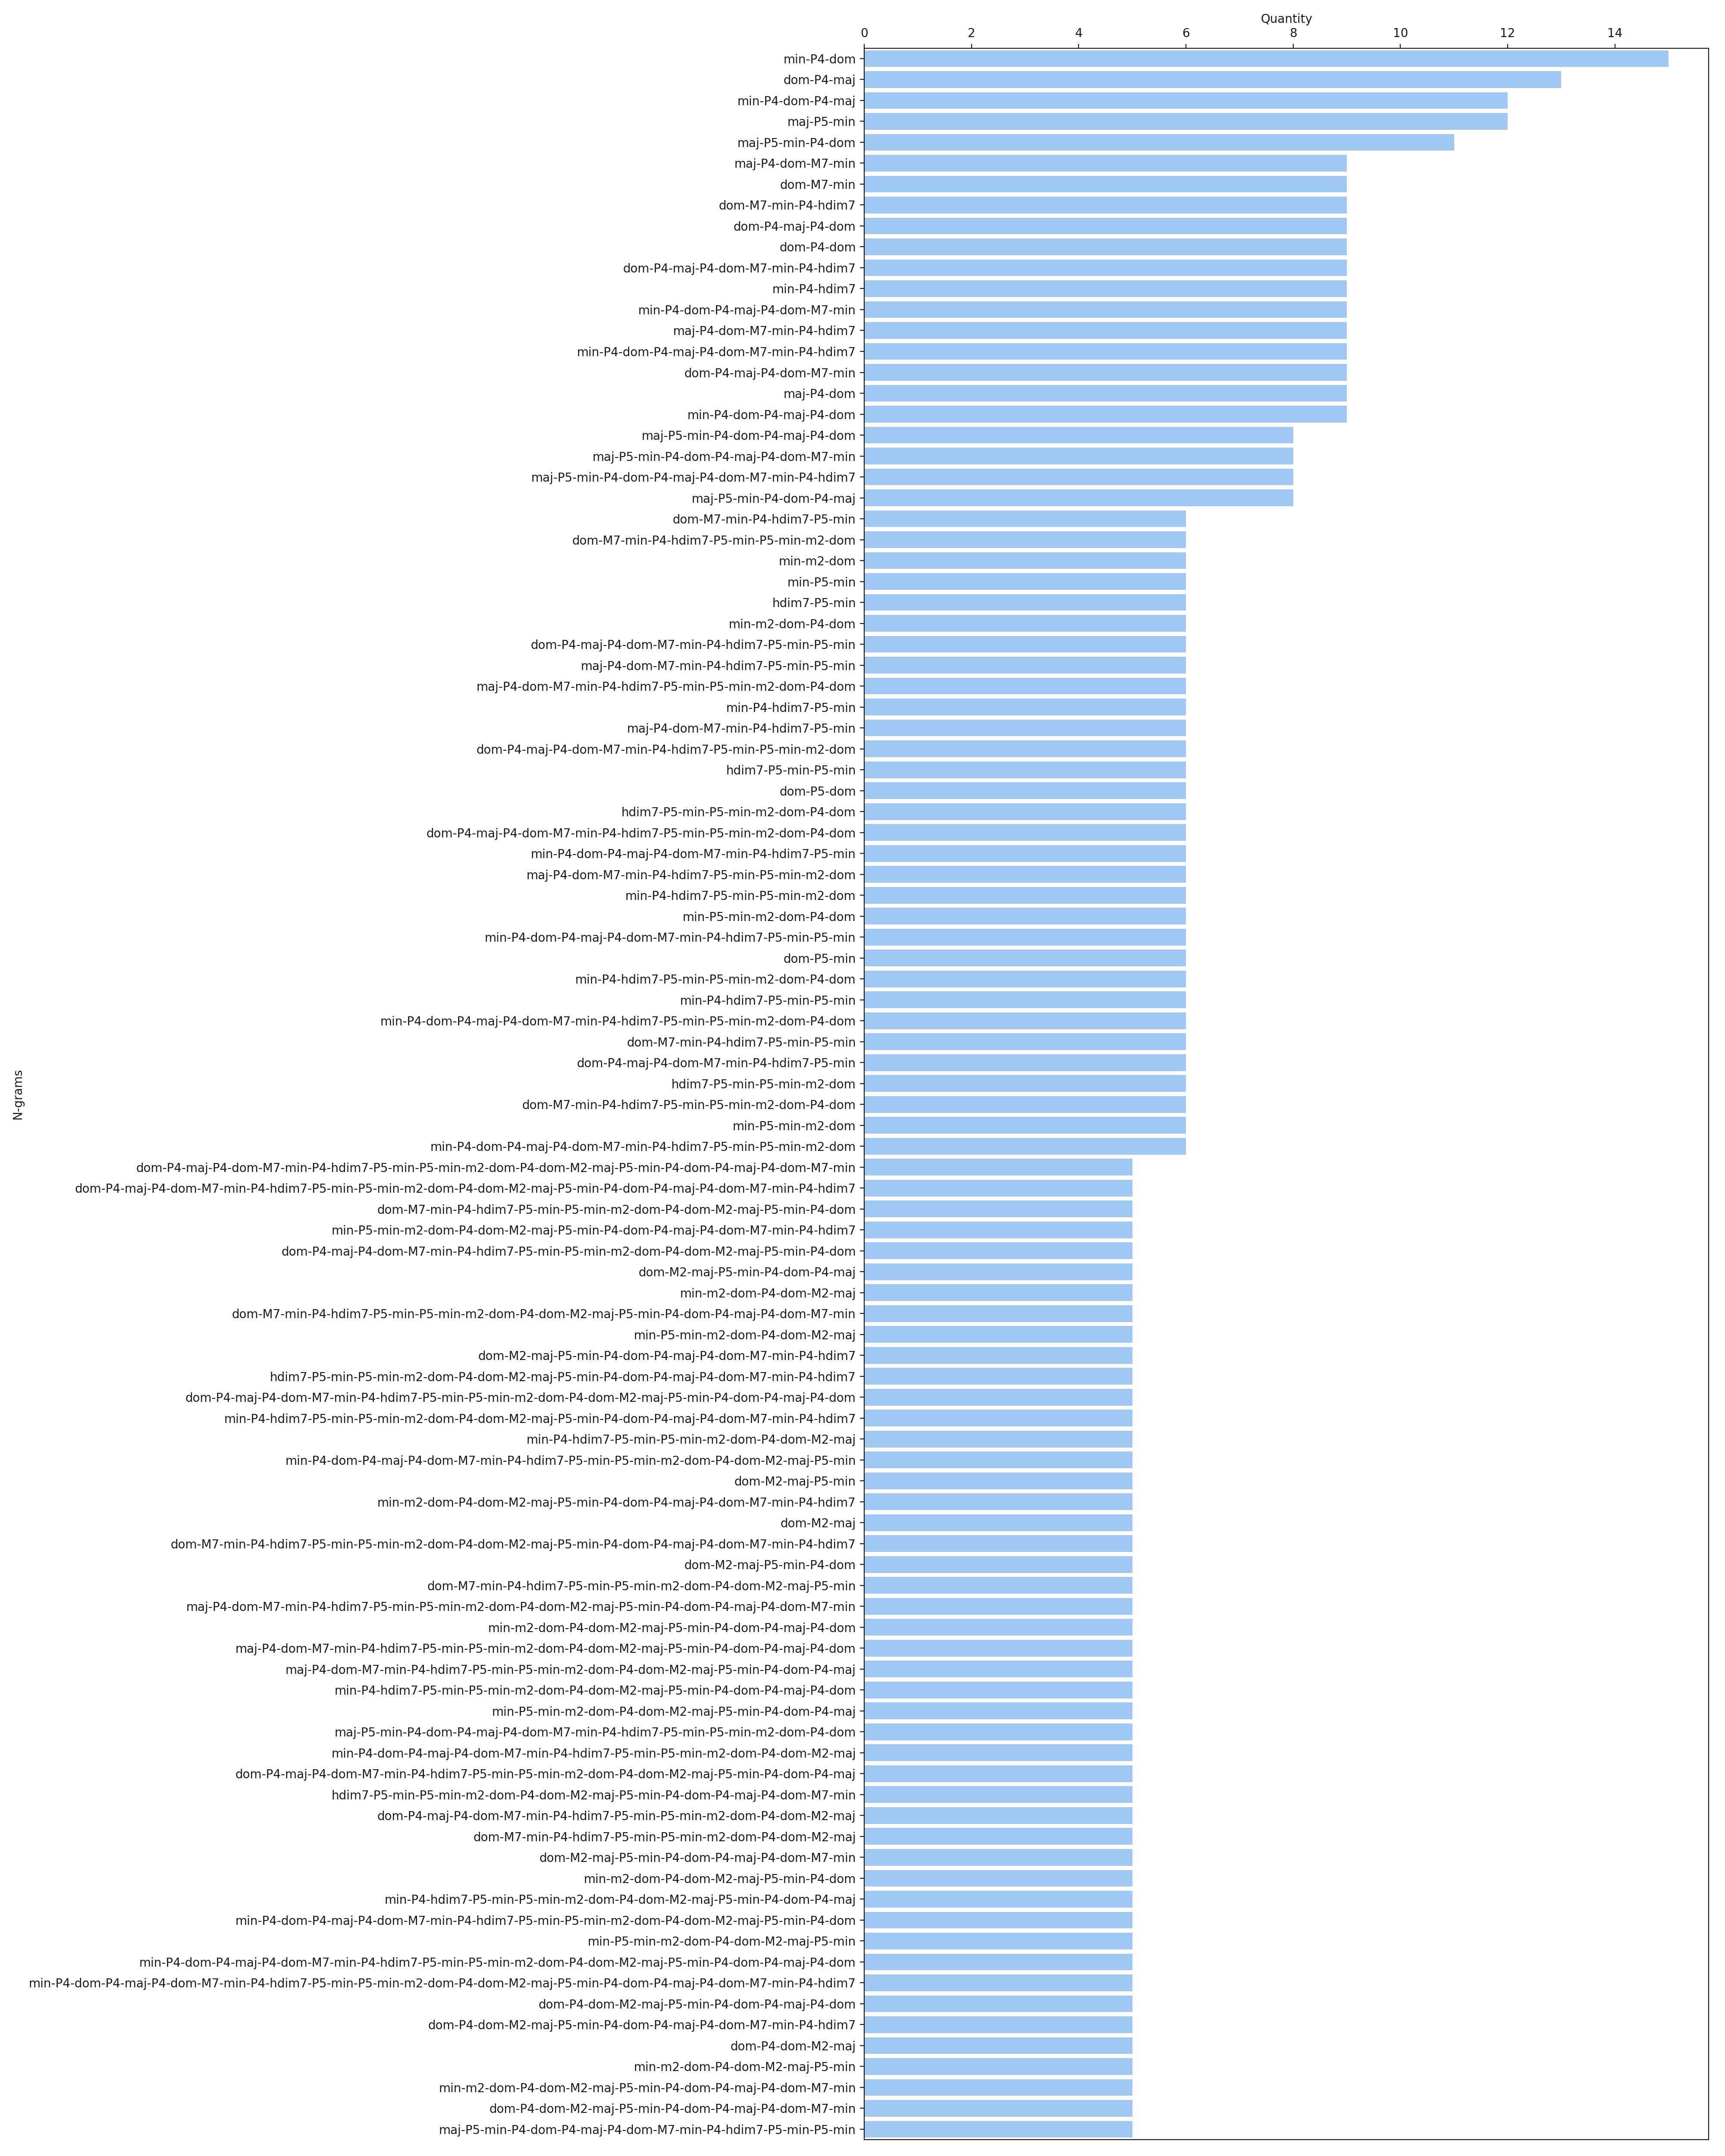 Quantity
0 2 4 6 8 10 12 14
min-P4-dom
dom-P4-maj
min-P4-dom-P4-maj
maj-P5-min
maj-P5-min-P4-dom
maj-P4-dom-M7-min
dom-M7-min
dom-M7-min-P4-hdim7
dom-P4-maj-P4-dom
dom-P4-dom
dom-P4-maj-P4-dom-M7-min-P4-hdim7
min-P4-hdim7
min-P4-dom-P4-maj-P4-dom-M7-min
maj-P4-dom-M7-min-P4-hdim7
min-P4-dom-P4-maj-P4-dom-M7-min-P4-hdim7
dom-P4-maj-P4-dom-M7-min
maj-P4-dom
min-P4-dom-P4-maj-P4-dom
maj-P5-min-P4-dom-P4-maj-P4-dom
maj-P5-min-P4-dom-P4-maj-P4-dom-M7-min
maj-P5-min-P4-dom-P4-maj-P4-dom-M7-min-P4-hdim7
maj-P5-min-P4-dom-P4-maj
dom-M7-min-P4-hdim7-P5-min
dom-M7-min-P4-hdim7-P5-min-P5-min-m2-dom
min-m2-dom
min-P5-min
hdim7-P5-min
min-m2-dom-P4-dom
dom-P4-maj-P4-dom-M7-min-P4-hdim7-P5-min-P5-min
maj-P4-dom-M7-min-P4-hdim7-P5-min-P5-min
maj-P4-dom-M7-min-P4-hdim7-P5-min-P5-min-m2-dom-P4-dom
min-P4-hdim7-P5-min
maj-P4-dom-M7-min-P4-hdim7-P5-min
dom-P4-maj-P4-dom-M7-min-P4-hdim7-P5-min-P5-min-m2-dom
hdim7-P5-min-P5-min
dom-P5-dom
hdim7-P5-min-P5-min-m2-dom-P4-dom
dom-P4-maj-P4-dom-M7-min-P4-hdim7-P5-min-P5-min-m2-dom-P4-dom
min-P4-dom-P4-maj-P4-dom-M7-min-P4-hdim7-P5-min
maj-P4-dom-M7-min-P4-hdim7-P5-min-P5-min-m2-dom
min-P4-hdim7-P5-min-P5-min-m2-dom
min-P5-min-m2-dom-P4-dom
min-P4-dom-P4-maj-P4-dom-M7-min-P4-hdim7-P5-min-P5-min
dom-P5-min
min-P4-hdim7-P5-min-P5-min-m2-dom-P4-dom
min-P4-hdim7-P5-min-P5-min
min-P4-dom-P4-maj-P4-dom-M7-min-P4-hdim7-P5-min-P5-min-m2-dom-P4-dom
dom-M7-min-P4-hdim7-P5-min-P5-min
dom-P4-maj-P4-dom-M7-min-P4-hdim7-P5-min
hdim7-P5-min-P5-min-m2-dom
dom-M7-min-P4-hdim7-P5-min-P5-min-m2-dom-P4-dom
min-P5-min-m2-dom
min-P4-dom-P4-maj-P4-dom-M7-min-P4-hdim7-P5-min-P5-min-m2-dom
dom-P4-maj-P4-dom-M7-min-P4-hdim7-P5-min-P5-min-m2-dom-P4-dom-M2-maj-P5-min-P4-dom-P4-maj-P4-dom-M7-min
dom-P4-maj-P4-dom-M7-min-P4-hdim7-P5-min-P5-min-m2-dom-P4-dom-M2-maj-P5-min-P4-dom-P4-maj-P4-dom-M7-min-P4-hdim7
dom-M7-min-P4-hdim7-P5-min-P5-min-m2-dom-P4-dom-M2-maj-P5-min-P4-dom
min-P5-min-m2-dom-P4-dom-M2-maj-P5-min-P4-dom-P4-maj-P4-dom-M7-min-P4-hdim7
dom-P4-maj-P4-dom-M7-min-P4-hdim7-P5-min-P5-min-m2-dom-P4-dom-M2-maj-P5-min-P4-dom
dom-M2-maj-P5-min-P4-dom-P4-maj
min-m2-dom-P4-dom-M2-maj
dom-M7-min-P4-hdim7-P5-min-P5-min-m2-dom-P4-dom-M2-maj-P5-min-P4-dom-P4-maj-P4-dom-M7-min
min-P5-min-m2-dom-P4-dom-M2-maj
dom-M2-maj-P5-min-P4-dom-P4-maj-P4-dom-M7-min-P4-hdim7
hdim7-P5-min-P5-min-m2-dom-P4-dom-M2-maj-P5-min-P4-dom-P4-maj-P4-dom-M7-min-P4-hdim7
dom-P4-maj-P4-dom-M7-min-P4-hdim7-P5-min-P5-min-m2-dom-P4-dom-M2-maj-P5-min-P4-dom-P4-maj-P4-dom
min-P4-hdim7-P5-min-P5-min-m2-dom-P4-dom-M2-maj-P5-min-P4-dom-P4-maj-P4-dom-M7-min-P4-hdim7
min-P4-hdim7-P5-min-P5-min-m2-dom-P4-dom-M2-maj
min-P4-dom-P4-maj-P4-dom-M7-min-P4-hdim7-P5-min-P5-min-m2-dom-P4-dom-M2-maj-P5-min
dom-M2-maj-P5-min
min-m2-dom-P4-dom-M2-maj-P5-min-P4-dom-P4-maj-P4-dom-M7-min-P4-hdim7
dom-M2-maj
dom-M7-min-P4-hdim7-P5-min-P5-min-m2-dom-P4-dom-M2-maj-P5-min-P4-dom-P4-maj-P4-dom-M7-min-P4-hdim7
dom-M2-maj-P5-min-P4-dom
dom-M7-min-P4-hdim7-P5-min-P5-min-m2-dom-P4-dom-M2-maj-P5-min
maj-P4-dom-M7-min-P4-hdim7-P5-min-P5-min-m2-dom-P4-dom-M2-maj-P5-min-P4-dom-P4-maj-P4-dom-M7-min
min-m2-dom-P4-dom-M2-maj-P5-min-P4-dom-P4-maj-P4-dom
maj-P4-dom-M7-min-P4-hdim7-P5-min-P5-min-m2-dom-P4-dom-M2-maj-P5-min-P4-dom-P4-maj-P4-dom
maj-P4-dom-M7-min-P4-hdim7-P5-min-P5-min-m2-dom-P4-dom-M2-maj-P5-min-P4-dom-P4-maj
min-P4-hdim7-P5-min-P5-min-m2-dom-P4-dom-M2-maj-P5-min-P4-dom-P4-maj-P4-dom
min-P5-min-m2-dom-P4-dom-M2-maj-P5-min-P4-dom-P4-maj
maj-P5-min-P4-dom-P4-maj-P4-dom-M7-min-P4-hdim7-P5-min-P5-min-m2-dom-P4-dom
min-P4-dom-P4-maj-P4-dom-M7-min-P4-hdim7-P5-min-P5-min-m2-dom-P4-dom-M2-maj
dom-P4-maj-P4-dom-M7-min-P4-hdim7-P5-min-P5-min-m2-dom-P4-dom-M2-maj-P5-min-P4-dom-P4-maj
hdim7-P5-min-P5-min-m2-dom-P4-dom-M2-maj-P5-min-P4-dom-P4-maj-P4-dom-M7-min
dom-P4-maj-P4-dom-M7-min-P4-hdim7-P5-min-P5-min-m2-dom-P4-dom-M2-maj
dom-M7-min-P4-hdim7-P5-min-P5-min-m2-dom-P4-dom-M2-maj
dom-M2-maj-P5-min-P4-dom-P4-maj-P4-dom-M7-min
min-m2-dom-P4-dom-M2-maj-P5-min-P4-dom
min-P4-hdim7-P5-min-P5-min-m2-dom-P4-dom-M2-maj-P5-min-P4-dom-P4-maj
min-P4-dom-P4-maj-P4-dom-M7-min-P4-hdim7-P5-min-P5-min-m2-dom-P4-dom-M2-maj-P5-min-P4-dom
min-P5-min-m2-dom-P4-dom-M2-maj-P5-min
min-P4-dom-P4-maj-P4-dom-M7-min-P4-hdim7-P5-min-P5-min-m2-dom-P4-dom-M2-maj-P5-min-P4-dom-P4-maj-P4-dom
min-P4-dom-P4-maj-P4-dom-M7-min-P4-hdim7-P5-min-P5-min-m2-dom-P4-dom-M2-maj-P5-min-P4-dom-P4-maj-P4-dom-M7-min-P4-hdim7
dom-P4-dom-M2-maj-P5-min-P4-dom-P4-maj-P4-dom
dom-P4-dom-M2-maj-P5-min-P4-dom-P4-maj-P4-dom-M7-min-P4-hdim7
dom-P4-dom-M2-maj
min-m2-dom-P4-dom-M2-maj-P5-min
min-m2-dom-P4-dom-M2-maj-P5-min-P4-dom-P4-maj-P4-dom-M7-min
dom-P4-dom-M2-maj-P5-min-P4-dom-P4-maj-P4-dom-M7-min
maj-P5-min-P4-dom-P4-maj-P4-dom-M7-min-P4-hdim7-P5-min-P5-min
N-grams